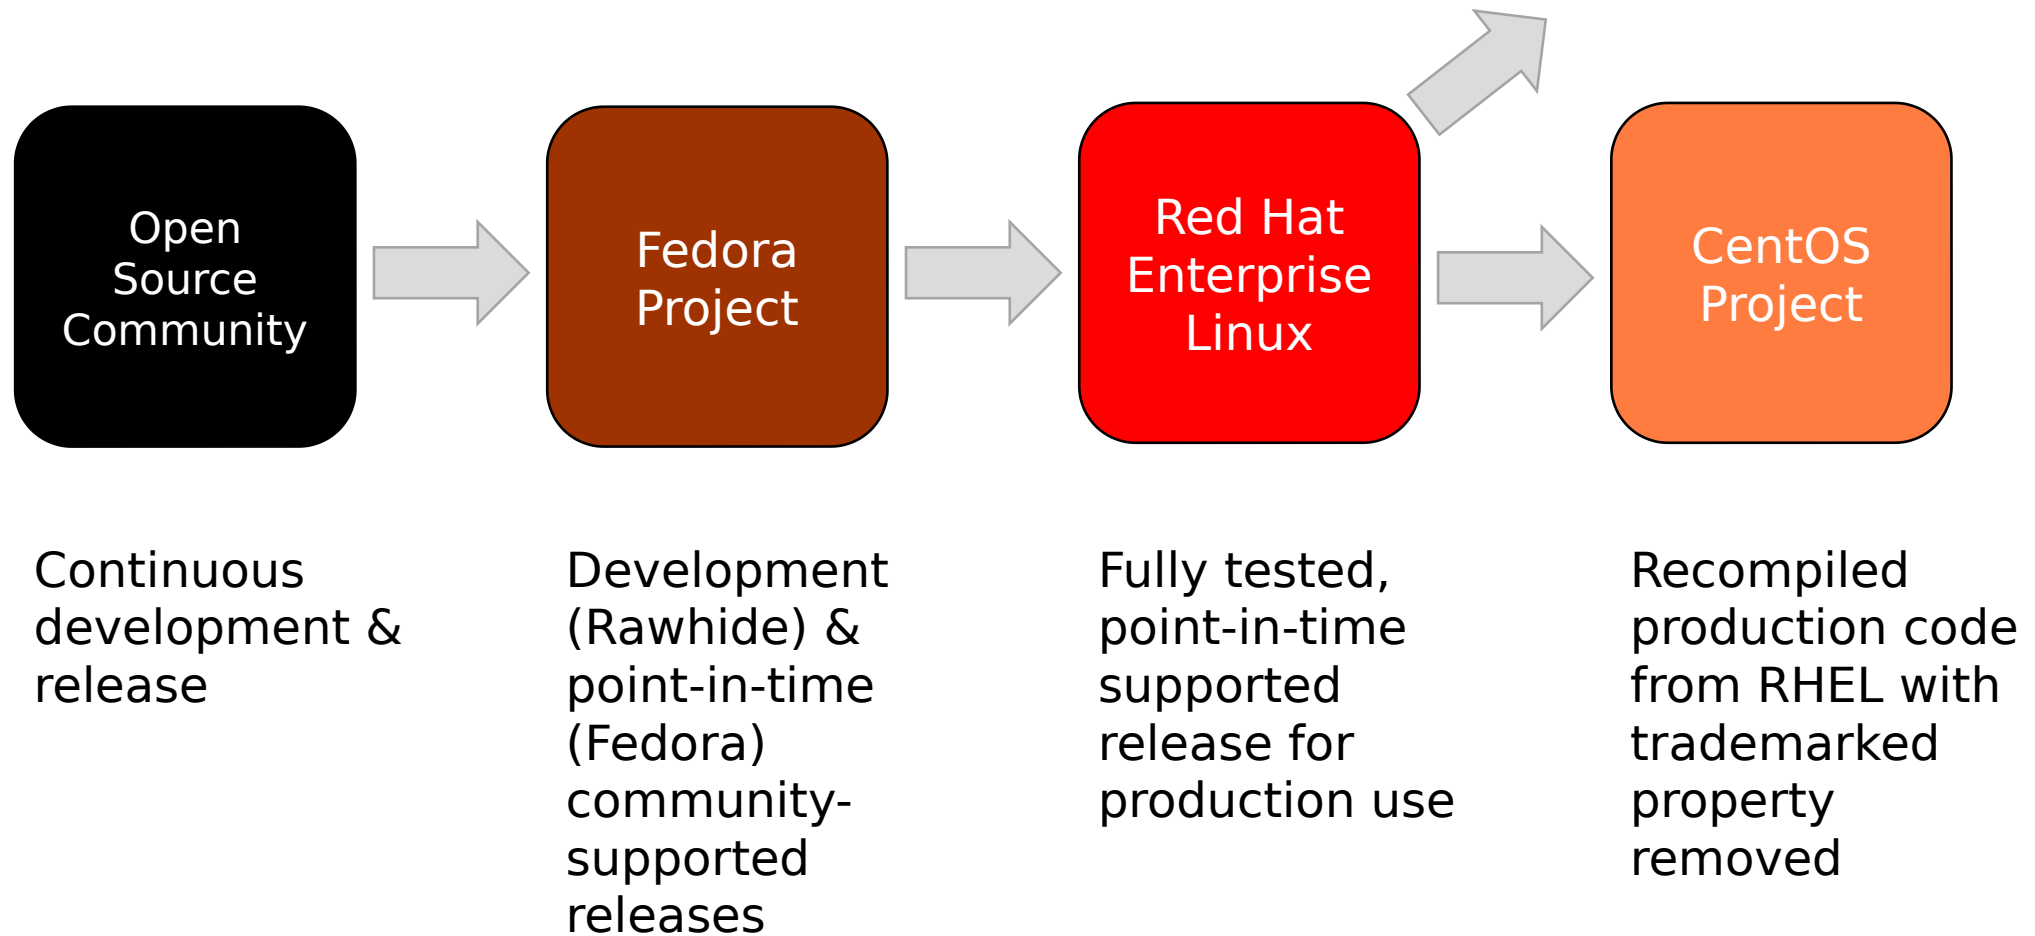 Open
Source
Community
Fedora
Project
Red Hat
Enterprise
Linux
CentOS
Project
Continuous
development &
release
Development
(Rawhide) &
point-in-time
(Fedora)
community-
supported
releases
Fully tested,
point-in-time
supported
release for
production use
Recompiled
production code
from RHEL with
trademarked
property
removed